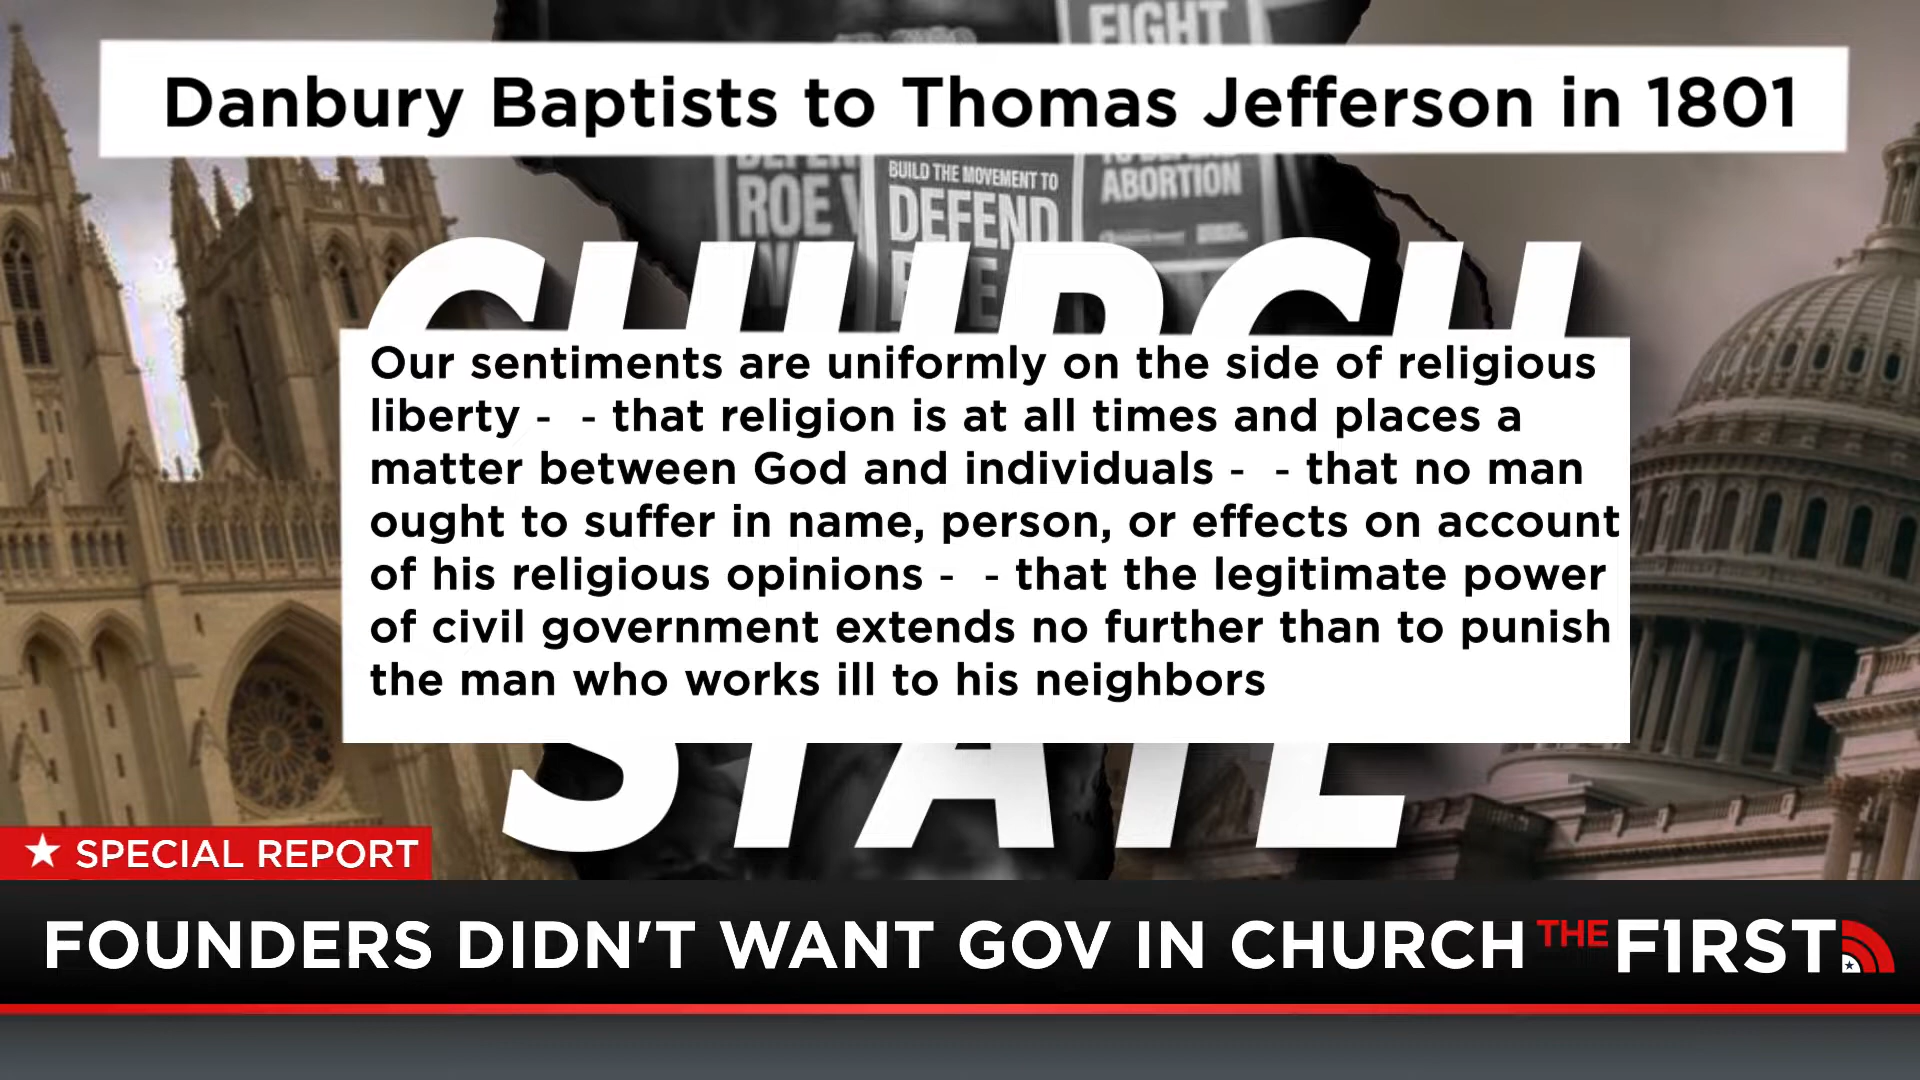 FIGHT
Danbury Baptists to Thomas Jefferson in 1801
ROE V
BUILD THE MOVEMENT TO
DEFEND
ABORTION
CHURCH
Our sentiments are uniformly on the side of religious
liberty - - that religion is at all times and places a
matter between God and individuals - - that no man
ought to suffer in name, person, or effects on account
of his religious opinions - - that the legitimate power
of civil government extends no further than to punish
the man who works ill to his neighbors
STATE
★ SPECIAL REPORT
FOUNDERS DIDN'T WANT GOV IN CHURCH
THE F1RST